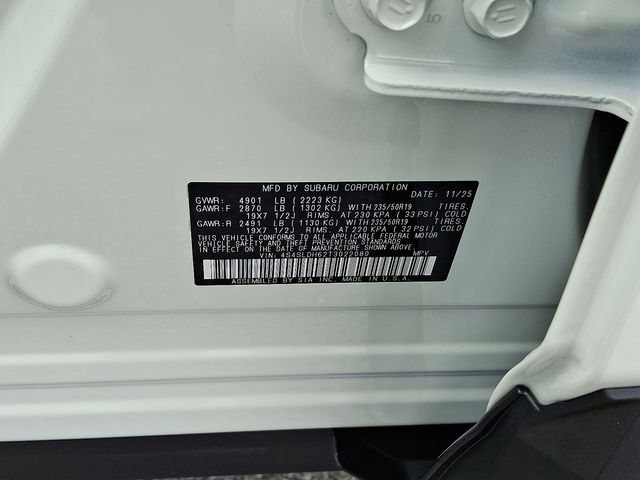 MFD BY SUBARU CORPORATION
DATE: 11/25
GVWR: 4901 LB ( 2223 KG)
GAWR: F 2870 LB ( 1302 KG) WITH 235/50R19 TIRES,
19X7 1/2J RIMS, AT 230 KPA ( 33 PSI) COLD
GAWR: R 2491 LB ( 1130 KG) WITH 235/50R19 TIRES,
19X7 1/2J RIMS, AT 220 KPA ( 32 PSI) COLD
THIS VEHICLE CONFORMS TO ALL APPLICABLE FEDERAL MOTOR
VEHICLE SAFETY AND THEFT PREVENTION STANDARDS
IN EFFECT ON THE DATE OF MANUFACTURE SHOWN ABOVE.
VIN: 4S4SLDH62T3022080 MPV
ASSEMBLED BY SIA INC. MADE IN U.S.A.